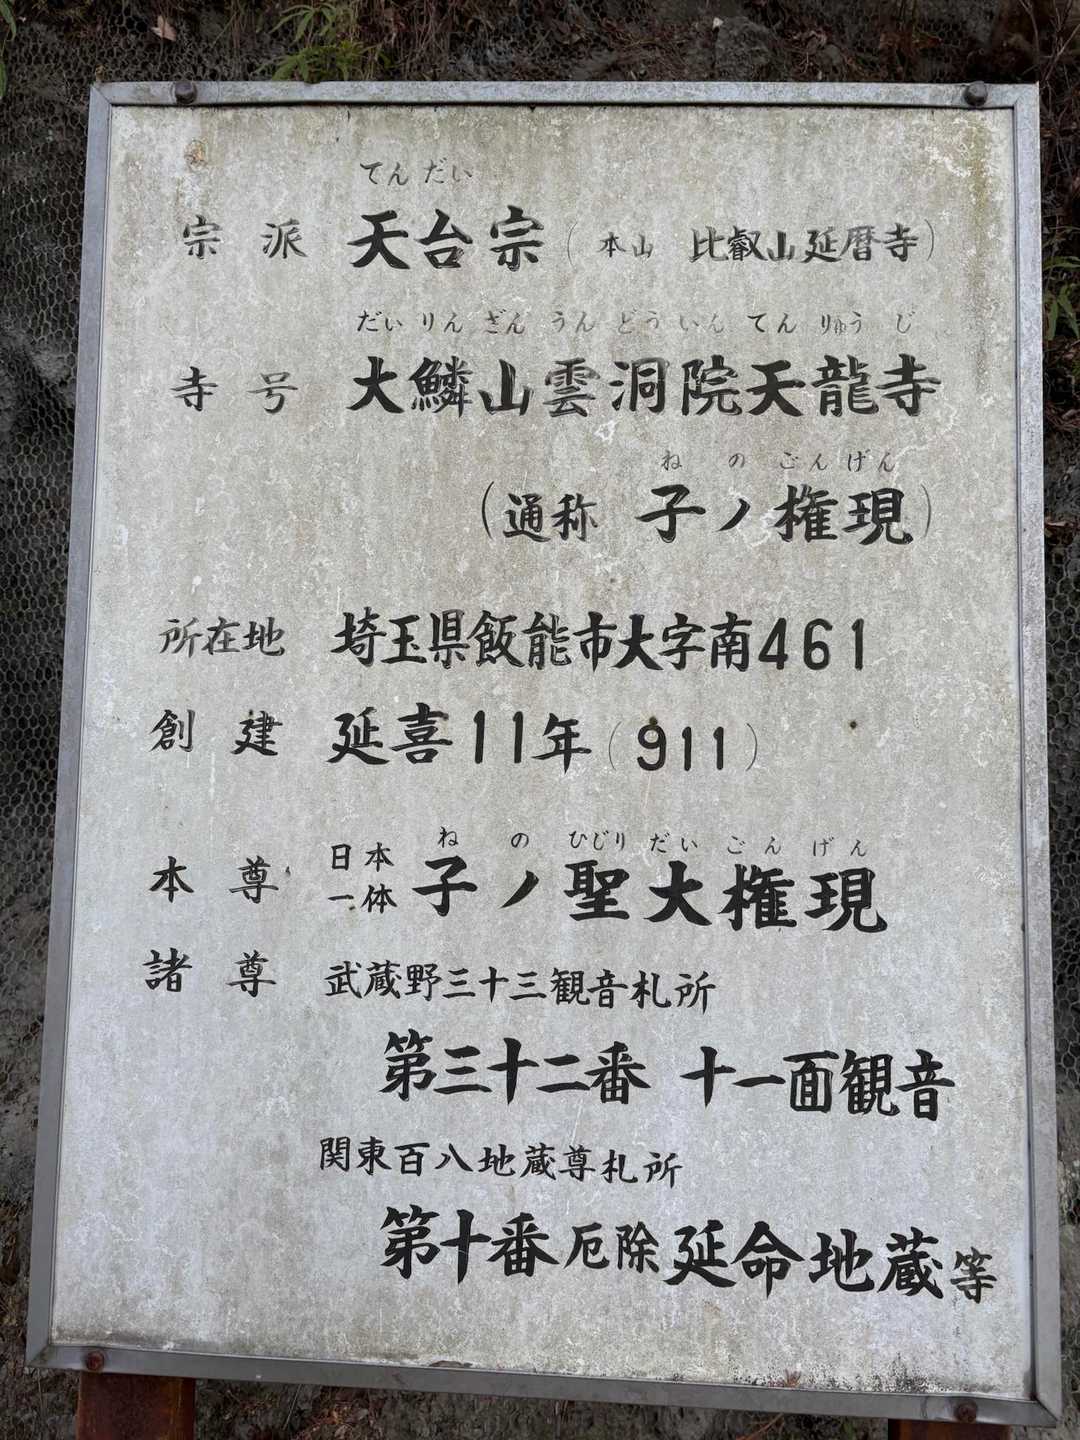 てんだい
宗派 天台宗(本山 比叡山延暦寺)
だいりんざんうんどういんてんりゅうじ
寺号 大鱗山雲洞院天龍寺
ねのごんげん
(通称 子ノ権現)
所在地 埼玉県飯能市大字南461
創建 延喜11年(911)
ねのひじりだいごんげん
本尊 日本一体 子ノ聖大権現
諸尊 武蔵野三十三観音札所
第三十二番 十一面観音
関東百八地蔵尊札所
第十番厄除延命地蔵等